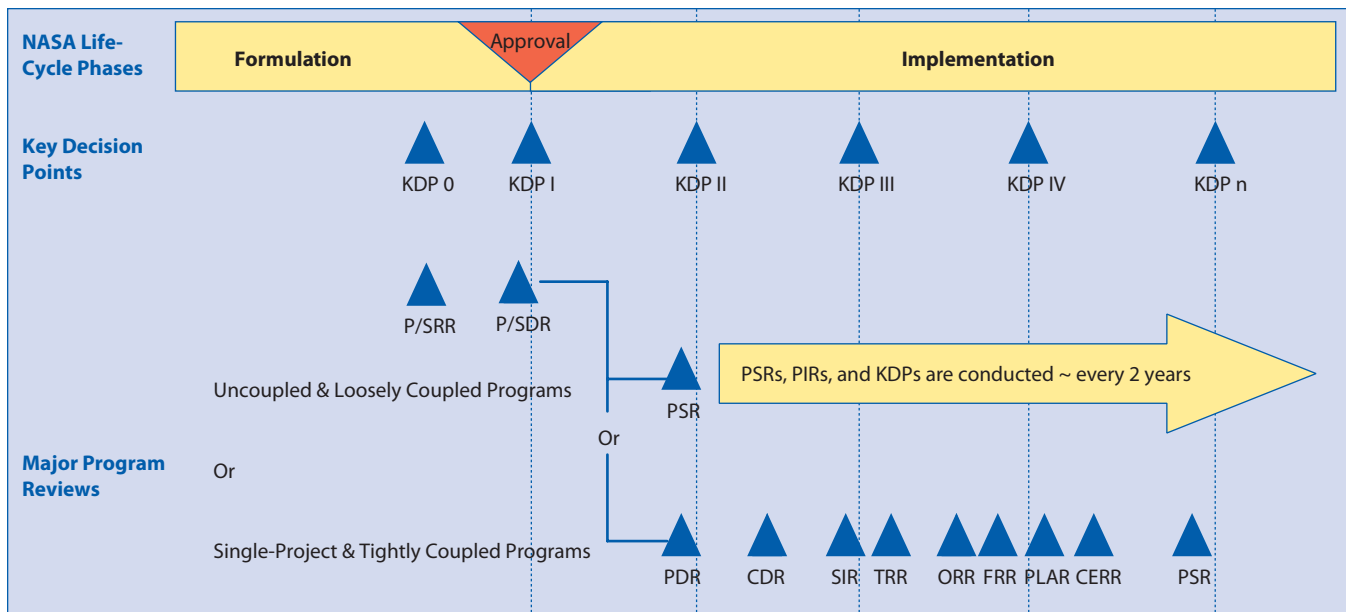 NASA Life-
Cycle Phases
Formulation
Approval
Implementation
Key Decision
Points
KDP 0
KDP I
KDP II
KDP III
KDP IV
KDP n
P/SRR
P/SDR
Uncoupled & Loosely Coupled Programs
PSR
PSRs, PIRs, and KDPs are conducted ~ every 2 years
Or
Major Program
Reviews
Or
Single-Project & Tightly Coupled Programs
PDR
CDR
SIR
TRR
ORR
FRR
PLAR
CERR
PSR